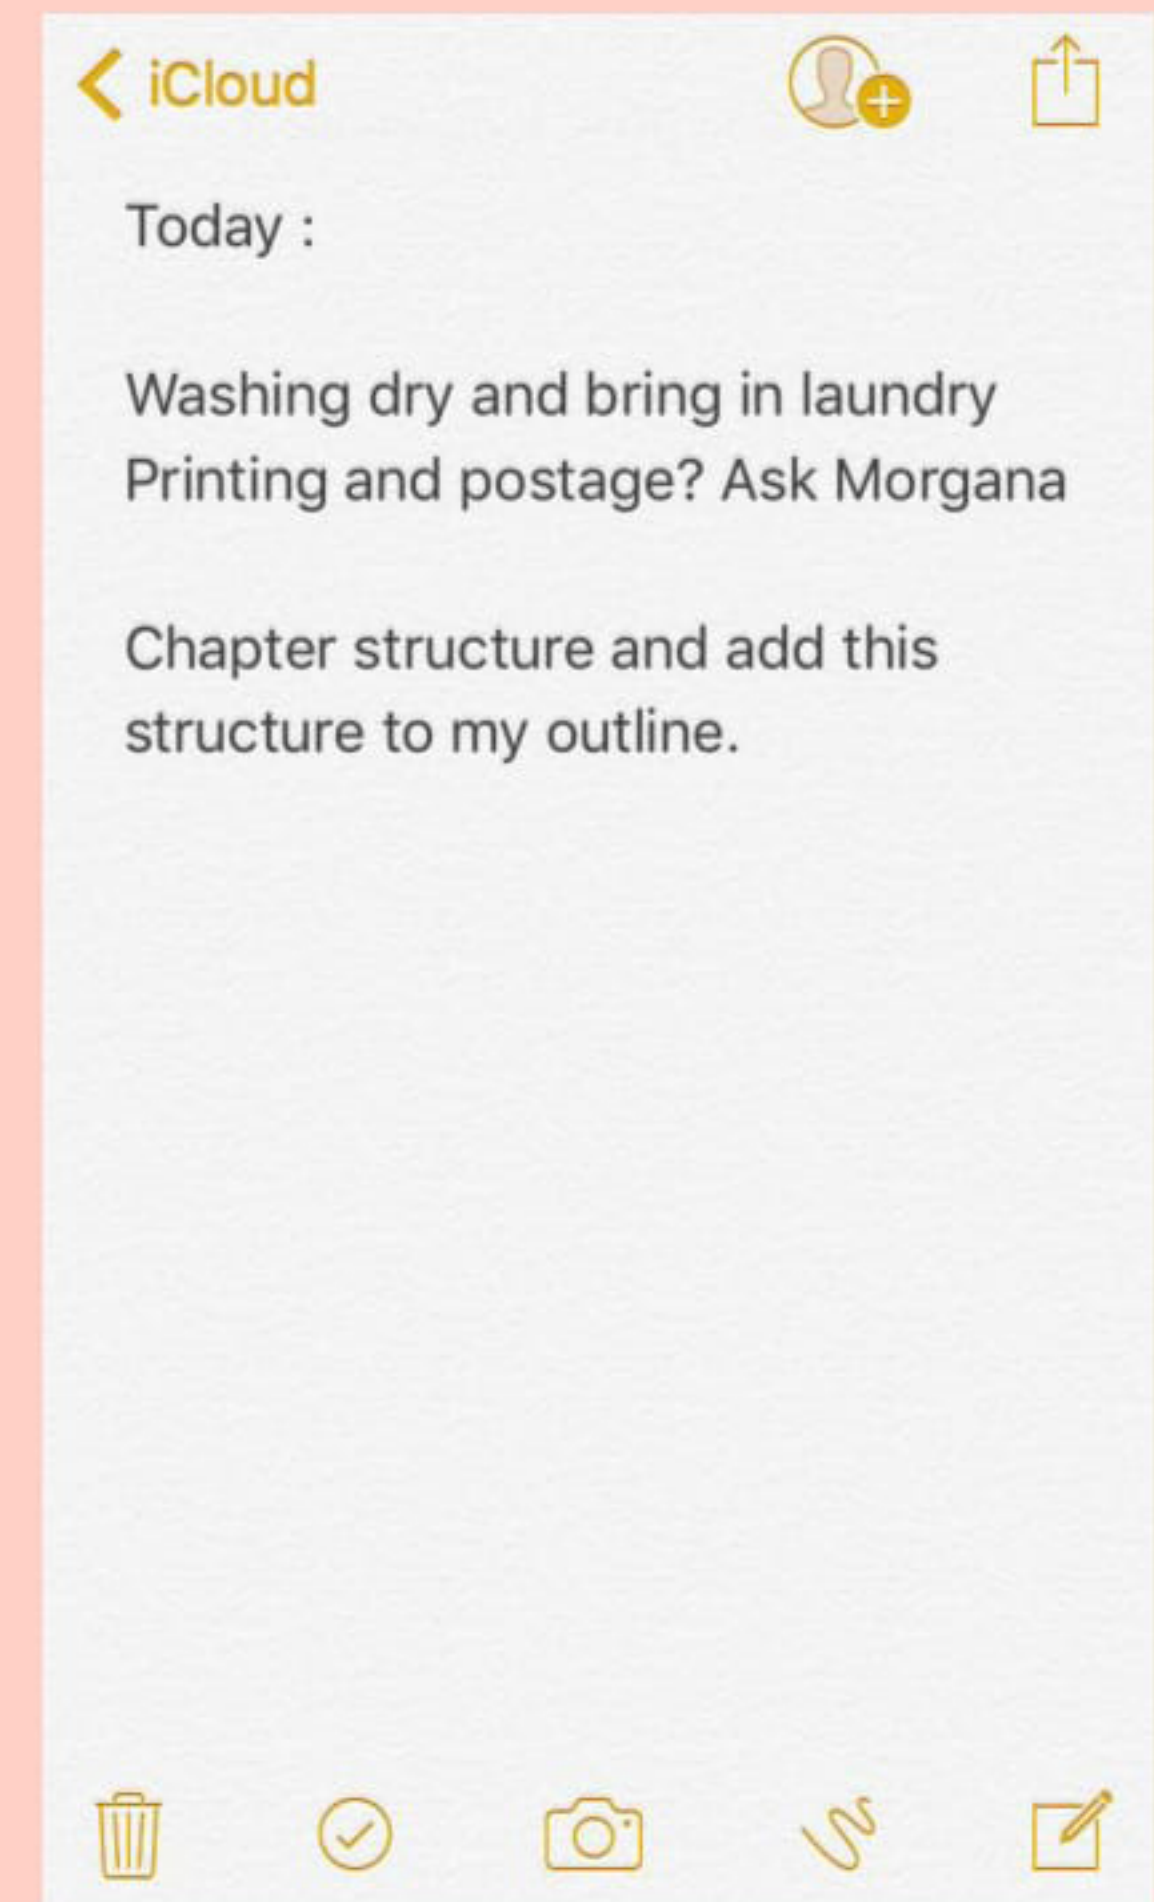 iCloud
Today :
Washing dry and bring in laundry
Printing and postage? Ask Morgana
Chapter structure and add this
structure to my outline.